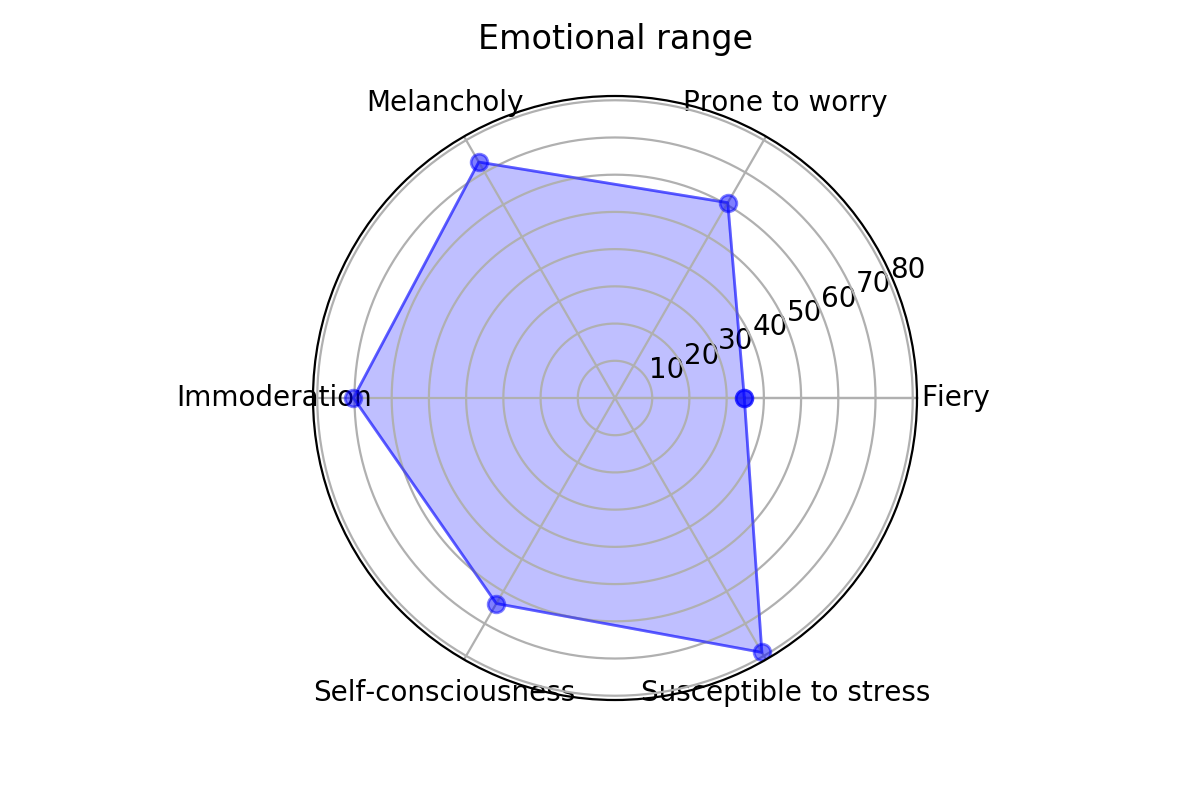 Emotional range
Melancholy
Prone to worry
80
70
60
50
40
30
20
10
Immoderation
Fiery
Self-consciousness
Susceptible to stress